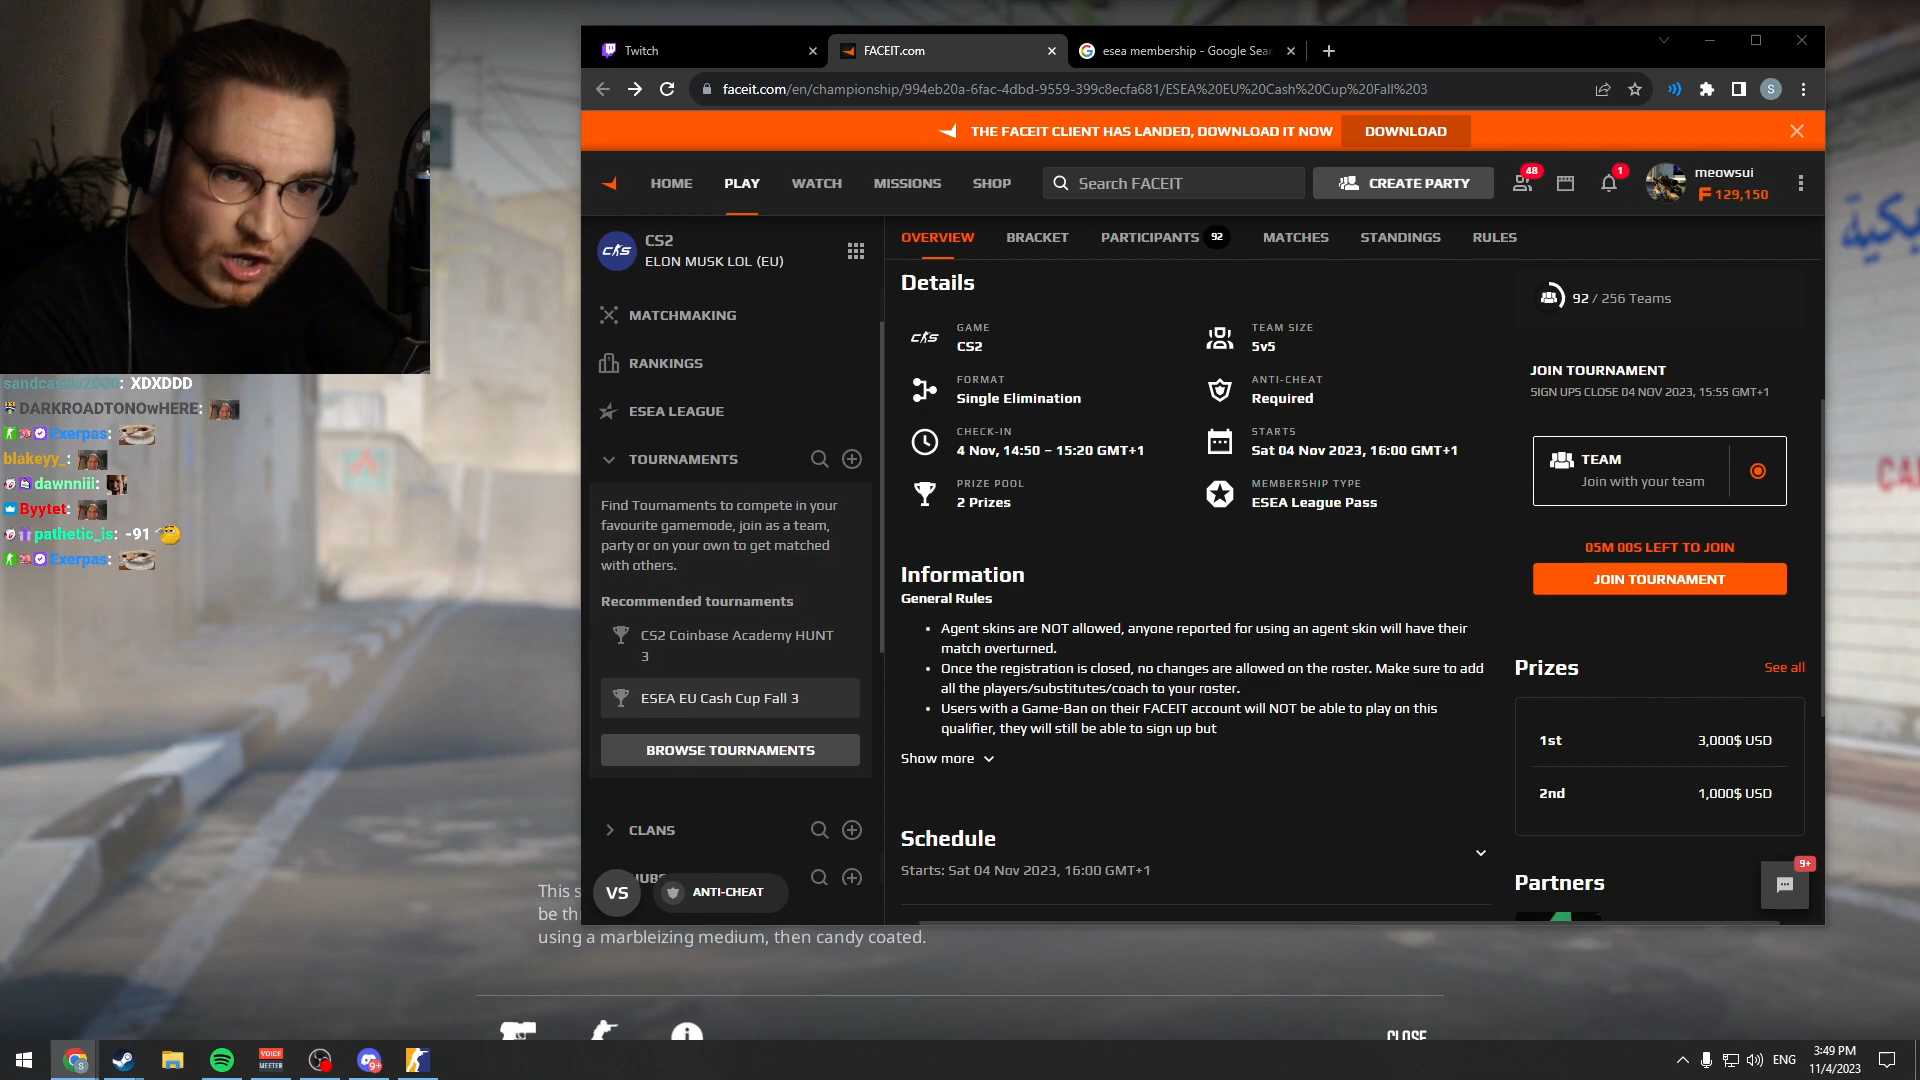 Twitch
FACEIT.com
esea membership - Google Sear
faceit.com/en/championship/994eb20a-6fac-4dbd-9559-399c8ecfa681/ESEA%20EU%20Cash%20Cup%20Fall%203
S
THE FACEIT CLIENT HAS LANDED, DOWNLOAD IT NOW
DOWNLOAD
HOME
PLAY
WATCH
MISSIONS
SHOP
Search FACEIT
CREATE PARTY
48
1
meowsui
129,150
CS2
ELON MUSK LOL (EU)
MATCHMAKING
RANKINGS
ESEA LEAGUE
TOURNAMENTS
Find Tournaments to compete in your
favourite gamemode, join as a team,
party or on your own to get matched
with others.
Recommended tournaments
CS2 Coinbase Academy HUNT
3
ESEA EU Cash Cup Fall 3
BROWSE TOURNAMENTS
CLANS
VS
ANTI-CHEAT
OVERVIEW
BRACKET
PARTICIPANTS 92
MATCHES
STANDINGS
RULES
Details
GAME
CS2
TEAM SIZE
5v5
FORMAT
Single Elimination
ANTI-CHEAT
Required
CHECK-IN
4 Nov, 14:50 – 15:20 GMT+1
STARTS
Sat 04 Nov 2023, 16:00 GMT+1
PRIZE POOL
2 Prizes
MEMBERSHIP TYPE
ESEA League Pass
Information
General Rules
• Agent skins are NOT allowed, anyone reported for using an agent skin will have their
match overturned.
• Once the registration is closed, no changes are allowed on the roster. Make sure to add
all the players/substitutes/coach to your roster.
• Users with a Game-Ban on their FACEIT account will NOT be able to play on this
qualifier, they will still be able to sign up but
Show more
Schedule
Starts: Sat 04 Nov 2023, 16:00 GMT+1
92 / 256 Teams
JOIN TOURNAMENT
SIGN UPS CLOSE 04 NOV 2023, 15:55 GMT+1
TEAM
Join with your team
05M 00S LEFT TO JOIN
JOIN TOURNAMENT
Prizes
See all
1st 3,000$ USD
2nd 1,000$ USD
Partners
9+
XDXDDD
DARKROADTONOwHERE:
Exerpas:
blakeyy_:
dawnniii:
Byytet:
pathetic_is: -91
Exerpas:
This s
be th
using a marbleizing medium, then candy coated.
CLOSE
VOICE
MEETER
9+
ENG
3:49 PM
11/4/2023